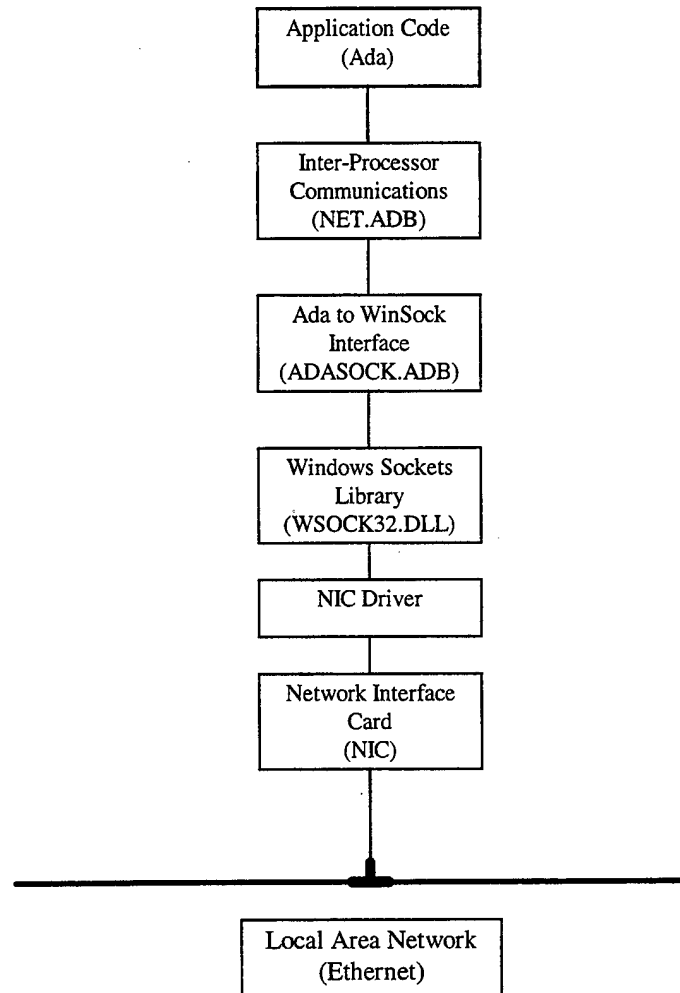 Application Code
(Ada)
Inter-Processor
Communications
(NET.ADB)
Ada to WinSock
Interface
(ADASOCK.ADB)
Windows Sockets
Library
(WSOCK32.DLL)
NIC Driver
Network Interface
Card
(NIC)
Local Area Network
(Ethernet)